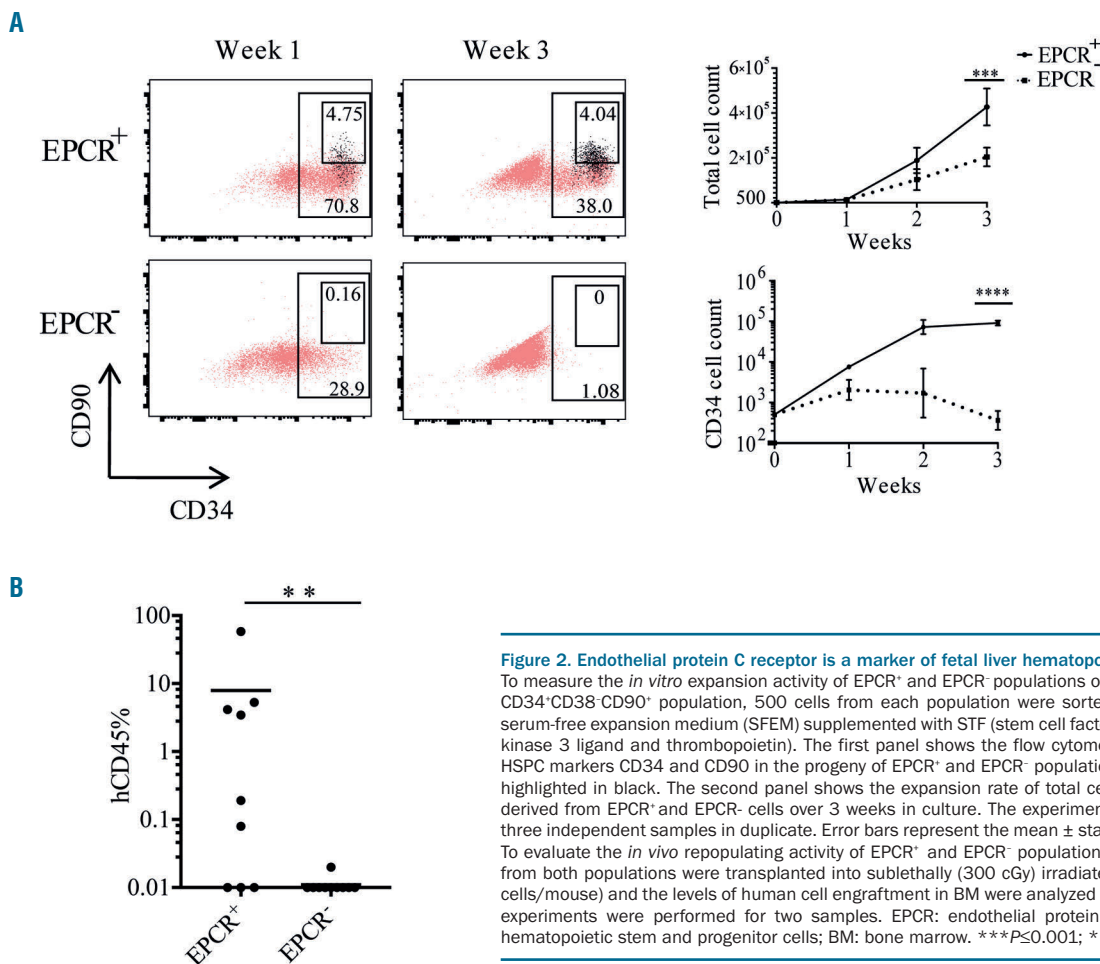 A
Week 1
Week 3
EPCR⁺
4.75
70.8
4.04
38.0
EPCR⁻
0.16
28.9
0
1.08
CD90
CD34
EPCR⁺
EPCR⁻
***
Total cell count
6×10⁵
4×10⁵
2×10⁵
500
0 1 2 3
Weeks
****
CD34 cell count
10⁶
10⁵
10⁴
10³
10²
0 1 2 3
Weeks
B
**
hCD45%
100
10
1
0.1
0.01
EPCR⁺
EPCR⁻
Figure 2. Endothelial protein C receptor is a marker of fetal liver hematopo
To measure the in vitro expansion activity of EPCR⁺ and EPCR⁻ populations o
CD34⁺CD38⁻CD90⁺ population, 500 cells from each population were sorte
serum-free expansion medium (SFEM) supplemented with STF (stem cell fact
kinase 3 ligand and thrombopoietin). The first panel shows the flow cytome
HSPC markers CD34 and CD90 in the progeny of EPCR⁺ and EPCR⁻ populatio
highlighted in black. The second panel shows the expansion rate of total ce
derived from EPCR⁺ and EPCR- cells over 3 weeks in culture. The experimen
three independent samples in duplicate. Error bars represent the mean ± sta
To evaluate the in vivo repopulating activity of EPCR⁺ and EPCR⁻ population
from both populations were transplanted into sublethally (300 cGy) irradiate
cells/mouse) and the levels of human cell engraftment in BM were analyzed
experiments were performed for two samples. EPCR: endothelial protein
hematopoietic stem and progenitor cells; BM: bone marrow. ***P≤0.001; *